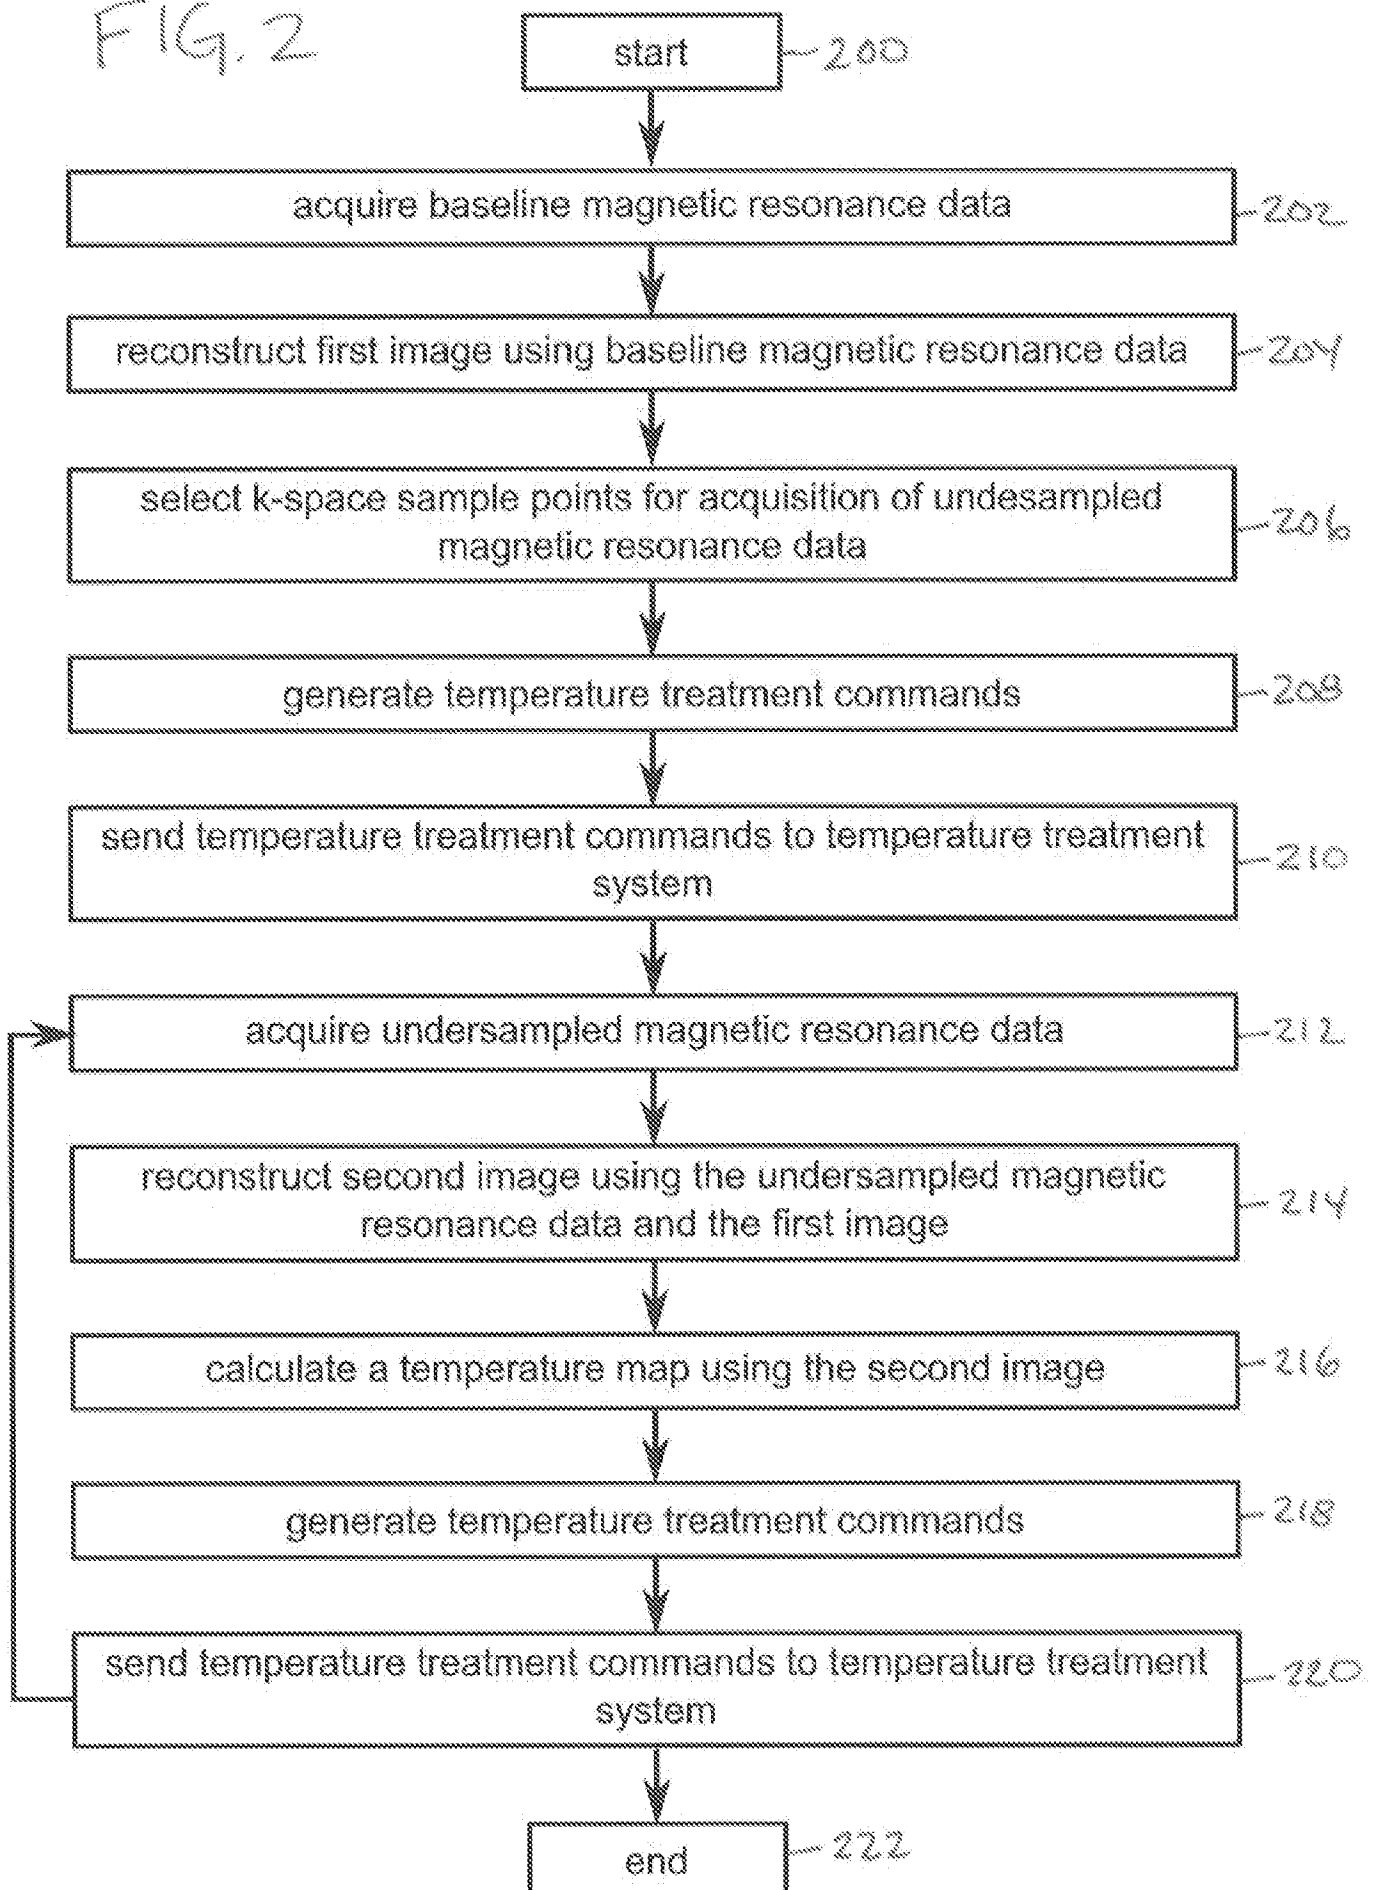 FIG. 2
start 200
acquire baseline magnetic resonance data 202
reconstruct first image using baseline magnetic resonance data 204
select k-space sample points for acquisition of undesampled
magnetic resonance data 206
generate temperature treatment commands 208
send temperature treatment commands to temperature treatment
system 210
acquire undersampled magnetic resonance data 212
reconstruct second image using the undersampled magnetic
resonance data and the first image 214
calculate a temperature map using the second image 216
generate temperature treatment commands 218
send temperature treatment commands to temperature treatment
system 220
end 222